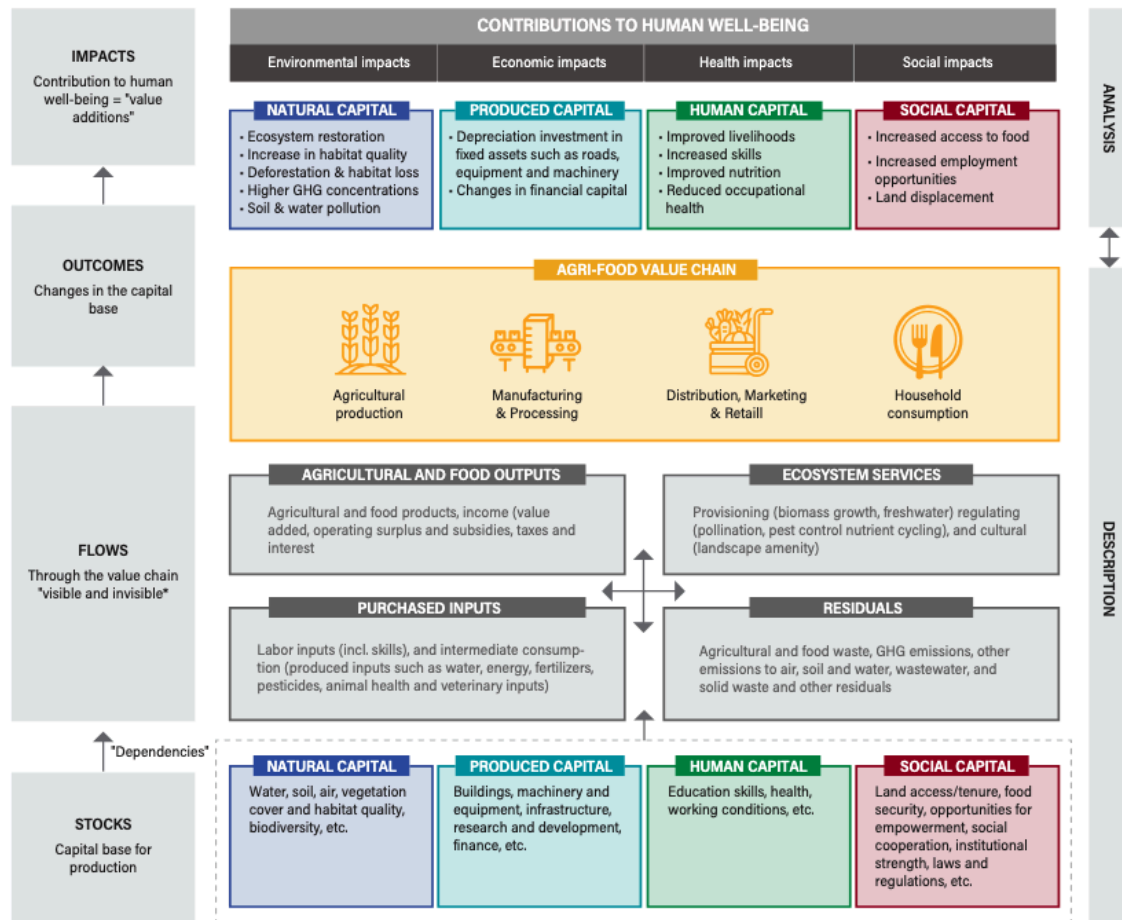 CONTRIBUTIONS TO HUMAN WELL-BEING
Environmental impacts
Economic impacts
Health impacts
Social impacts
IMPACTS
Contribution to human
well-being = "value
additions"
NATURAL CAPITAL
• Ecosystem restoration
• Increase in habitat quality
• Deforestation & habitat loss
• Higher GHG concentrations
• Soil & water pollution
PRODUCED CAPITAL
• Depreciation investment in
fixed assets such as roads,
equipment and machinery
• Changes in financial capital
HUMAN CAPITAL
• Improved livelihoods
• Increased skills
• Improved nutrition
• Reduced occupational
health
SOCIAL CAPITAL
• Increased access to food
• Increased employment
opportunities
• Land displacement
ANALYSIS
OUTCOMES
Changes in the capital
base
AGRI-FOOD VALUE CHAIN
Agricultural
production
Manufacturing
& Processing
Distribution, Marketing
& Retaill
Household
consumption
FLOWS
Through the value chain
"visible and invisible*
AGRICULTURAL AND FOOD OUTPUTS
Agricultural and food products, income (value
added, operating surplus and subsidies, taxes and
interest
ECOSYSTEM SERVICES
Provisioning (biomass growth, freshwater) regulating
(pollination, pest control nutrient cycling), and cultural
(landscape amenity)
PURCHASED INPUTS
Labor inputs (incl. skills), and intermediate consump-
tion (produced inputs such as water, energy, fertilizers,
pesticides, animal health and veterinary inputs)
RESIDUALS
Agricultural and food waste, GHG emissions, other
emissions to air, soil and water, wastewater, and
solid waste and other residuals
DESCRIPTION
"Dependencies"
STOCKS
Capital base for
production
NATURAL CAPITAL
Water, soil, air, vegetation
cover and habitat quality,
biodiversity, etc.
PRODUCED CAPITAL
Buildings, machinery and
equipment, infrastructure,
research and development,
finance, etc.
HUMAN CAPITAL
Education skills, health,
working conditions, etc.
SOCIAL CAPITAL
Land access/tenure, food
security, opportunities for
empowerment, social
cooperation, institutional
strength, laws and
regulations, etc.